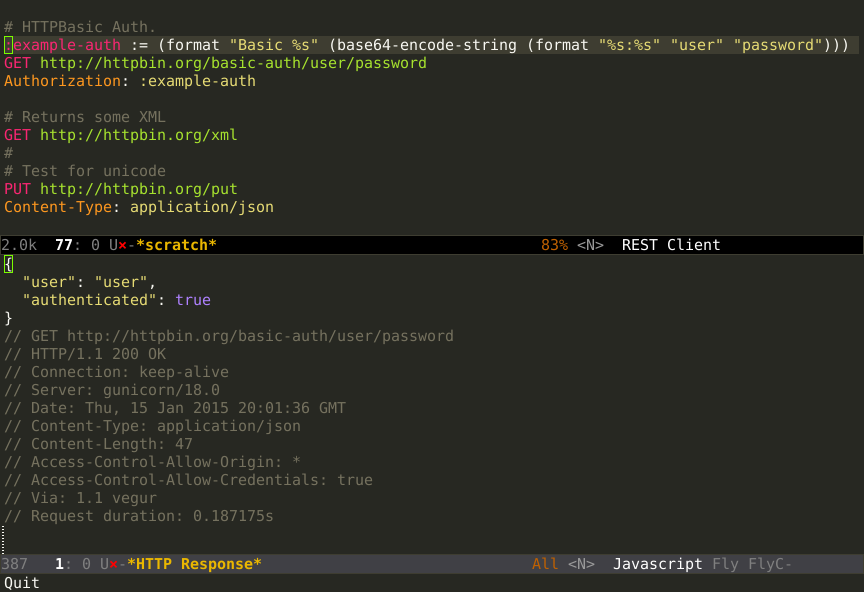 # HTTPBasic Auth.
:example-auth := (format "Basic %s" (base64-encode-string (format "%s:%s" "user" "password")))
GET http://httpbin.org/basic-auth/user/password
Authorization: :example-auth
# Returns some XML
GET http://httpbin.org/xml
#
# Test for unicode
PUT http://httpbin.org/put
Content-Type: application/json
2.0k 77: 0 U×-*scratch* 83% <N> REST Client
{
"user": "user",
"authenticated": true
}
// GET http://httpbin.org/basic-auth/user/password
// HTTP/1.1 200 OK
// Connection: keep-alive
// Server: gunicorn/18.0
// Date: Thu, 15 Jan 2015 20:01:36 GMT
// Content-Type: application/json
// Content-Length: 47
// Access-Control-Allow-Origin: *
// Access-Control-Allow-Credentials: true
// Via: 1.1 vegur
// Request duration: 0.187175s
387 1: 0 U×-*HTTP Response* All <N> Javascript Fly FlyC-
Quit